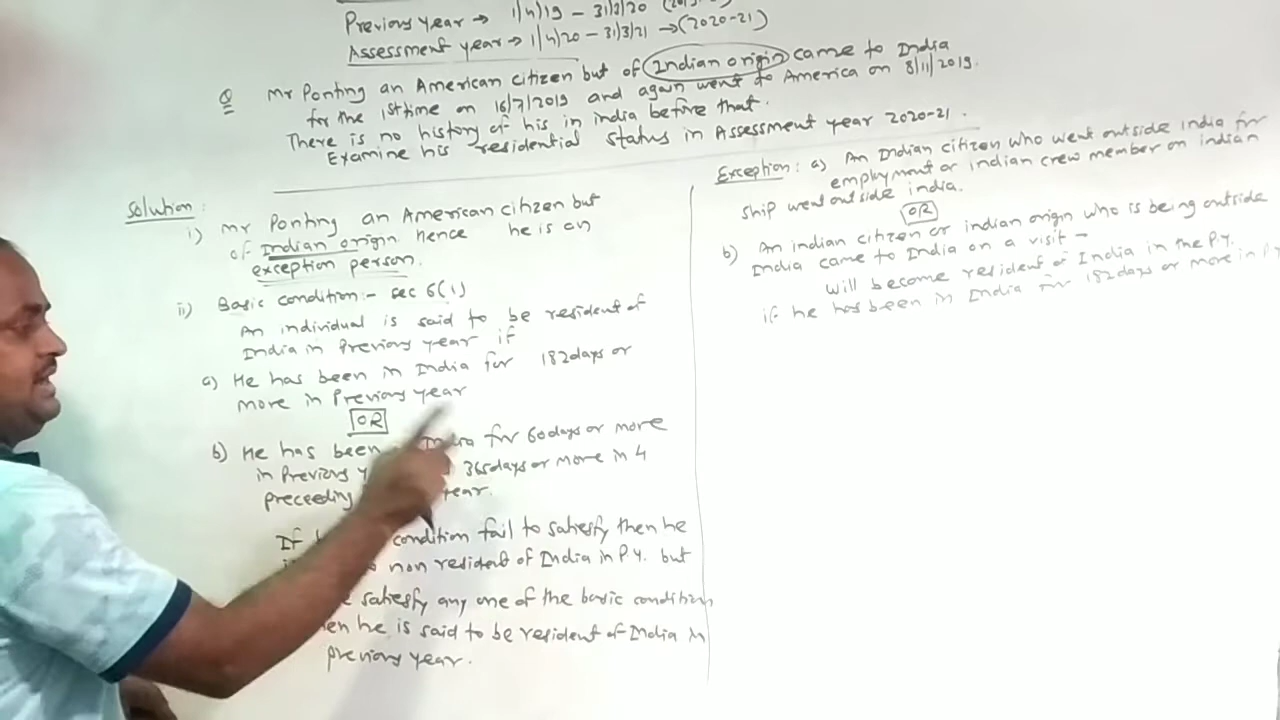 Previous year → 1/4/19 - 31/3/20
Assessment year → 1/4/20 - 31/3/21 → (2020-21)
Q Mr Ponting an American citizen but of Indian origin came to India
for the 1st time on 16/7/2019 and again went to America on 8/11/2019.
There is no history of his in india before that.
Examine his residential status in Assessment year 2020-21.
Solution:
i) Mr Ponting an American citizen but
of Indian origin hence he is an
exception person.
ii) Basic condition:- sec 6(1)
An individual is said to be resident of
India in Previous year if
a) He has been in India for 182days or
more in Previous year
OR
b) He has been India for 60days or more
in Previous 365days or more in 4
preceeding year.
If condition fail to satisfy then he
non resident of India in P.Y. but
satisfy any one of the basic condition
he is said to be resident of India in
previous year.
Exception: a) An Indian citizen who went outside india for
employment or indian crew member on indian
ship went outside india.
OR
b) An indian citizen or indian origin who is being outside
India came to India on a visit -
will become resident of India in the P.Y.
if he has been in India for 182days or more in P.Y